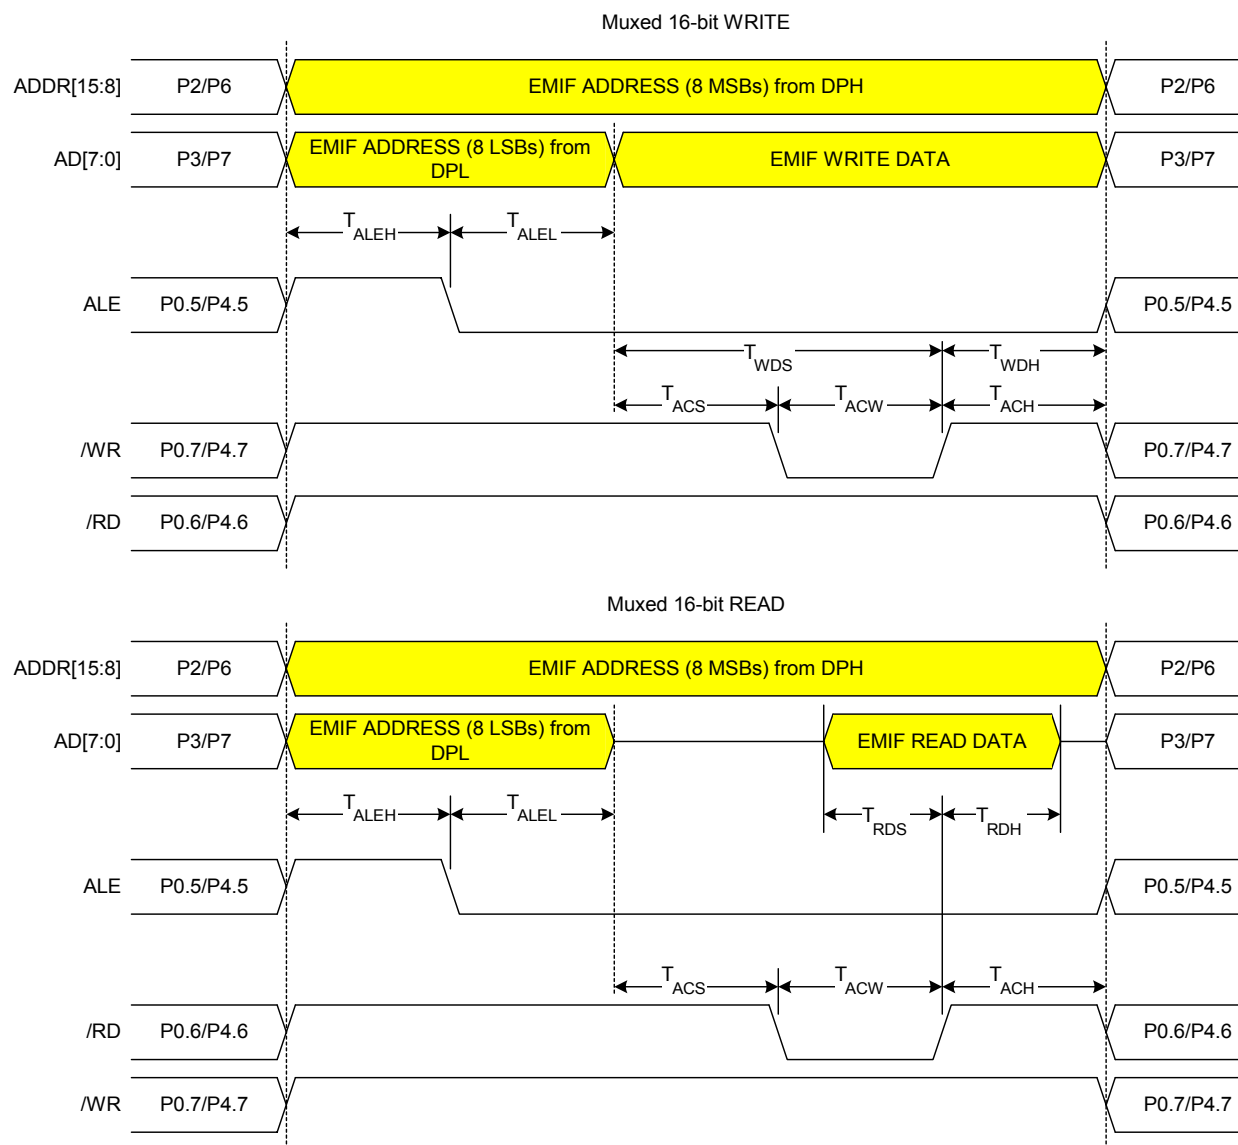 Muxed 16-bit WRITE
ADDR[15:8] P2/P6 EMIF ADDRESS (8 MSBs) from DPH P2/P6
AD[7:0] P3/P7 EMIF ADDRESS (8 LSBs) from DPL EMIF WRITE DATA P3/P7
TALEH TALEL
ALE P0.5/P4.5 P0.5/P4.5
TWDS TWDH
TACS TACW TACH
/WR P0.7/P4.7 P0.7/P4.7
/RD P0.6/P4.6 P0.6/P4.6
Muxed 16-bit READ
ADDR[15:8] P2/P6 EMIF ADDRESS (8 MSBs) from DPH P2/P6
AD[7:0] P3/P7 EMIF ADDRESS (8 LSBs) from DPL EMIF READ DATA P3/P7
TALEH TALEL TRDS TRDH
ALE P0.5/P4.5 P0.5/P4.5
TACS TACW TACH
/RD P0.6/P4.6 P0.6/P4.6
/WR P0.7/P4.7 P0.7/P4.7